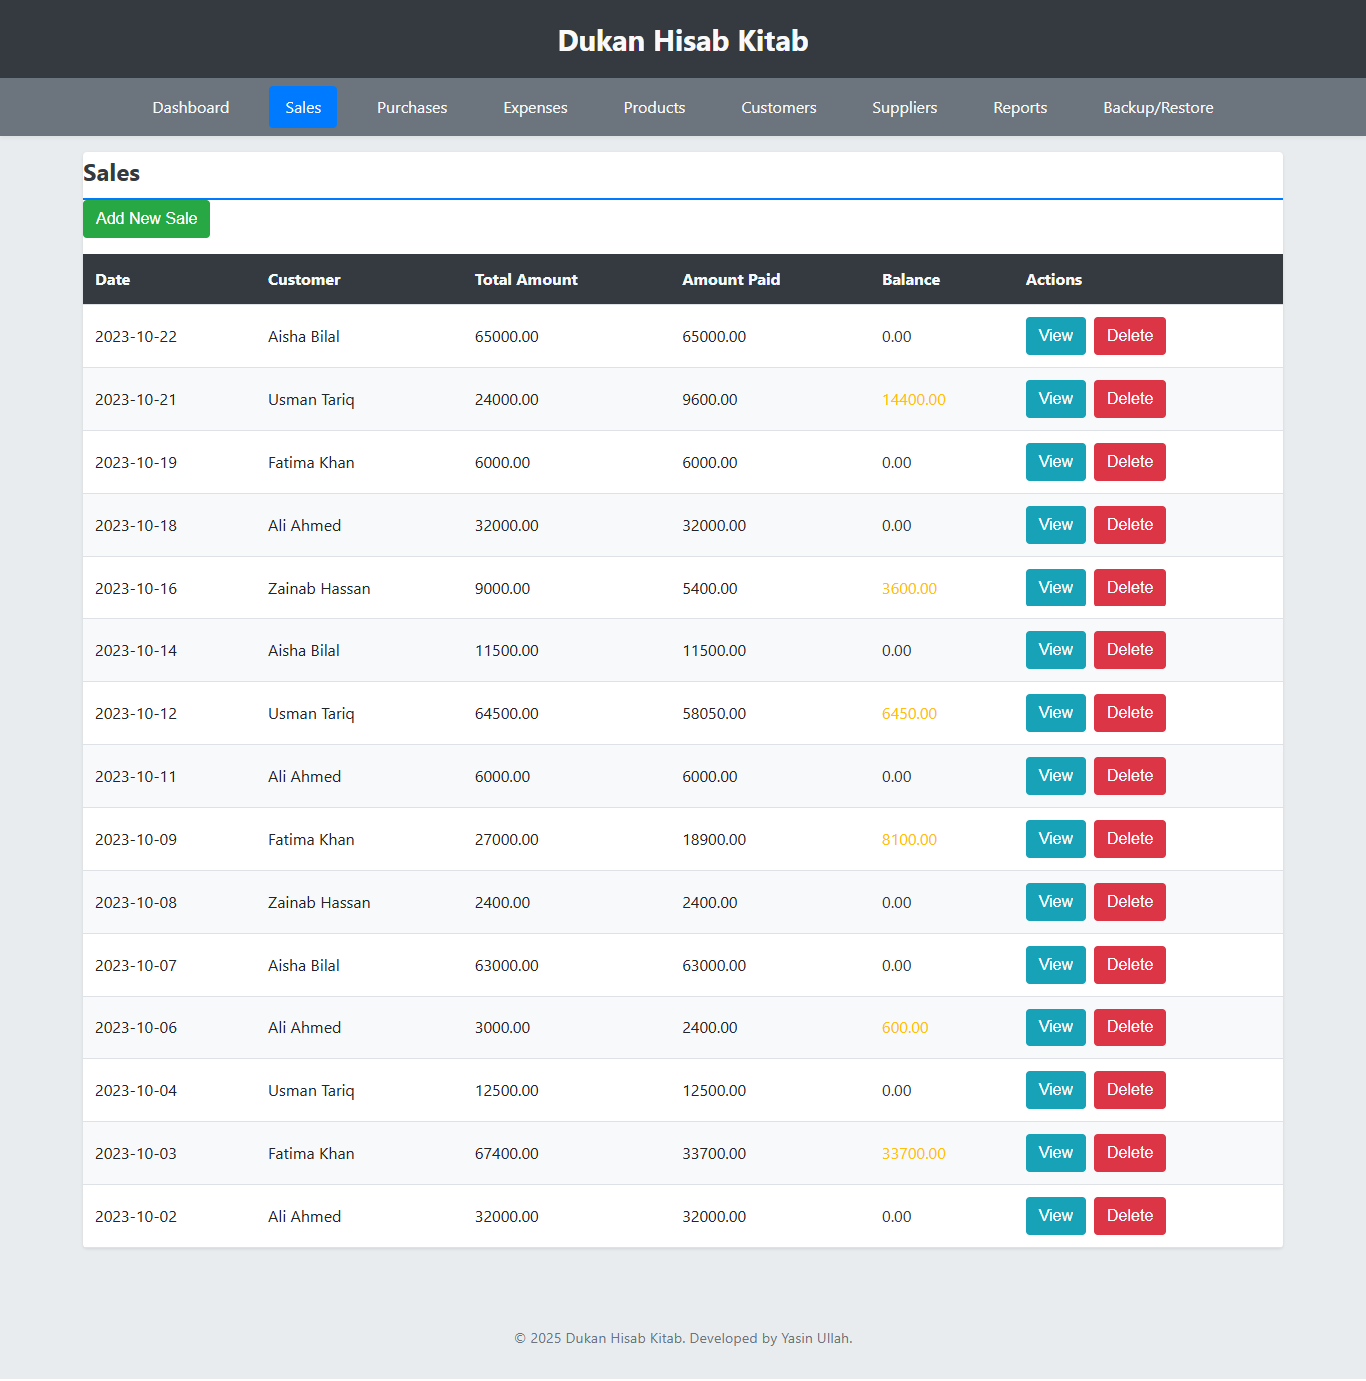 Dukan Hisab Kitab
Dashboard Sales Purchases Expenses Products Customers Suppliers Reports Backup/Restore
Sales
Add New Sale
Date Customer Total Amount Amount Paid Balance Actions
2023-10-22 Aisha Bilal 65000.00 65000.00 0.00 View Delete
2023-10-21 Usman Tariq 24000.00 9600.00 14400.00 View Delete
2023-10-19 Fatima Khan 6000.00 6000.00 0.00 View Delete
2023-10-18 Ali Ahmed 32000.00 32000.00 0.00 View Delete
2023-10-16 Zainab Hassan 9000.00 5400.00 3600.00 View Delete
2023-10-14 Aisha Bilal 11500.00 11500.00 0.00 View Delete
2023-10-12 Usman Tariq 64500.00 58050.00 6450.00 View Delete
2023-10-11 Ali Ahmed 6000.00 6000.00 0.00 View Delete
2023-10-09 Fatima Khan 27000.00 18900.00 8100.00 View Delete
2023-10-08 Zainab Hassan 2400.00 2400.00 0.00 View Delete
2023-10-07 Aisha Bilal 63000.00 63000.00 0.00 View Delete
2023-10-06 Ali Ahmed 3000.00 2400.00 600.00 View Delete
2023-10-04 Usman Tariq 12500.00 12500.00 0.00 View Delete
2023-10-03 Fatima Khan 67400.00 33700.00 33700.00 View Delete
2023-10-02 Ali Ahmed 32000.00 32000.00 0.00 View Delete
© 2025 Dukan Hisab Kitab. Developed by Yasin Ullah.